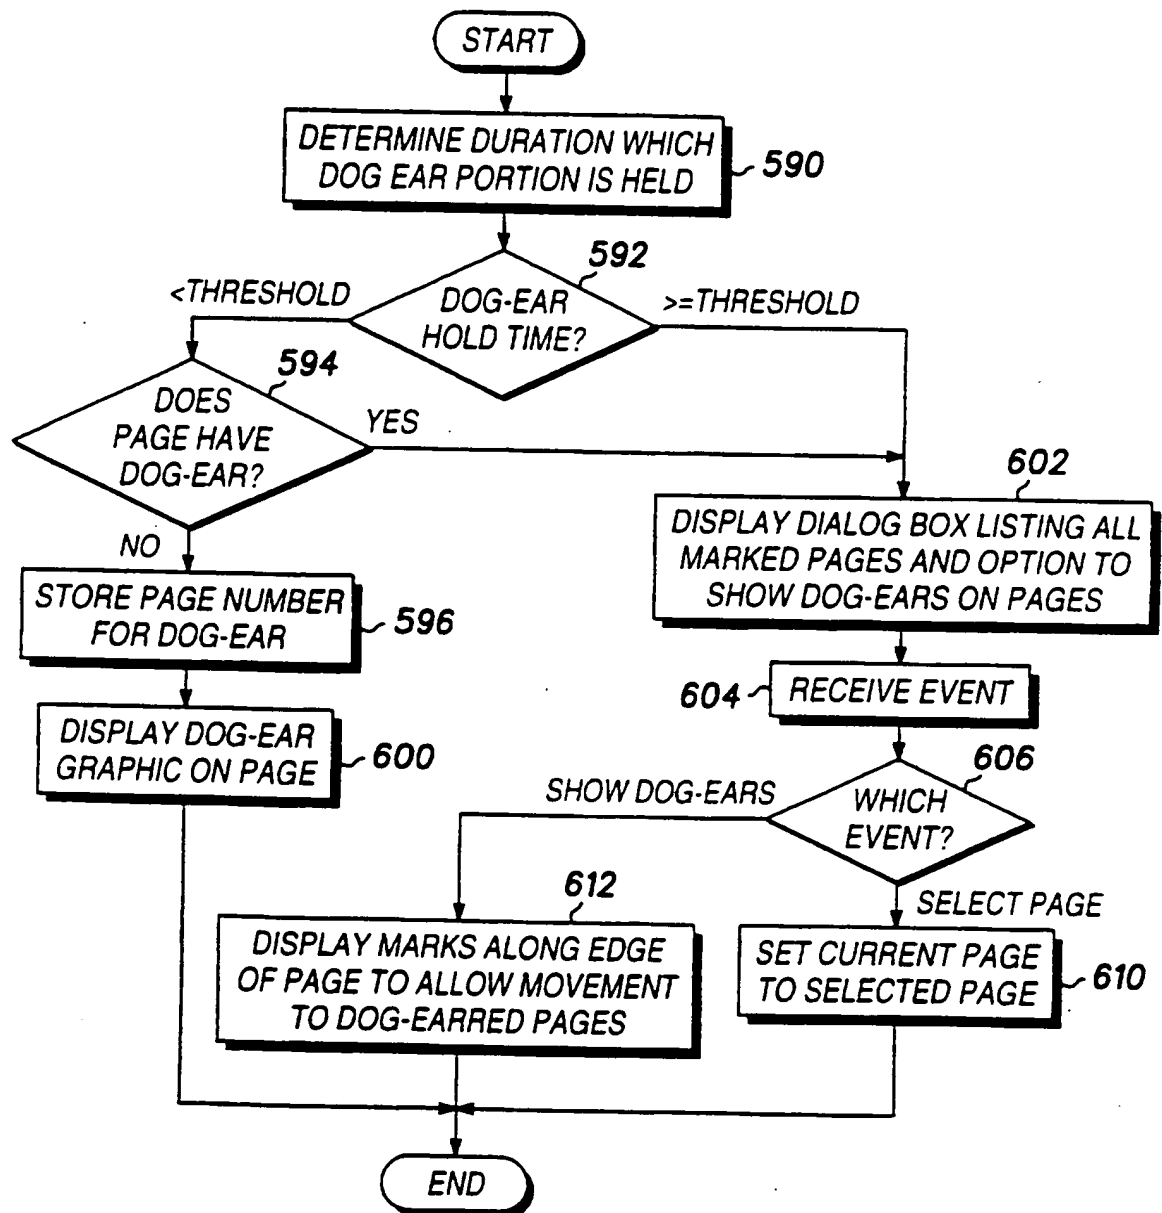 START
DETERMINE DURATION WHICH
DOG EAR PORTION IS HELD
590
592
<THRESHOLD
DOG-EAR
HOLD TIME?
>=THRESHOLD
594
DOES
PAGE HAVE
DOG-EAR?
YES
NO
602
DISPLAY DIALOG BOX LISTING ALL
MARKED PAGES AND OPTION TO
SHOW DOG-EARS ON PAGES
STORE PAGE NUMBER
FOR DOG-EAR
596
604
RECEIVE EVENT
DISPLAY DOG-EAR
GRAPHIC ON PAGE
600
606
SHOW DOG-EARS
WHICH
EVENT?
612
SELECT PAGE
DISPLAY MARKS ALONG EDGE
OF PAGE TO ALLOW MOVEMENT
TO DOG-EARRED PAGES
SET CURRENT PAGE
TO SELECTED PAGE
610
END